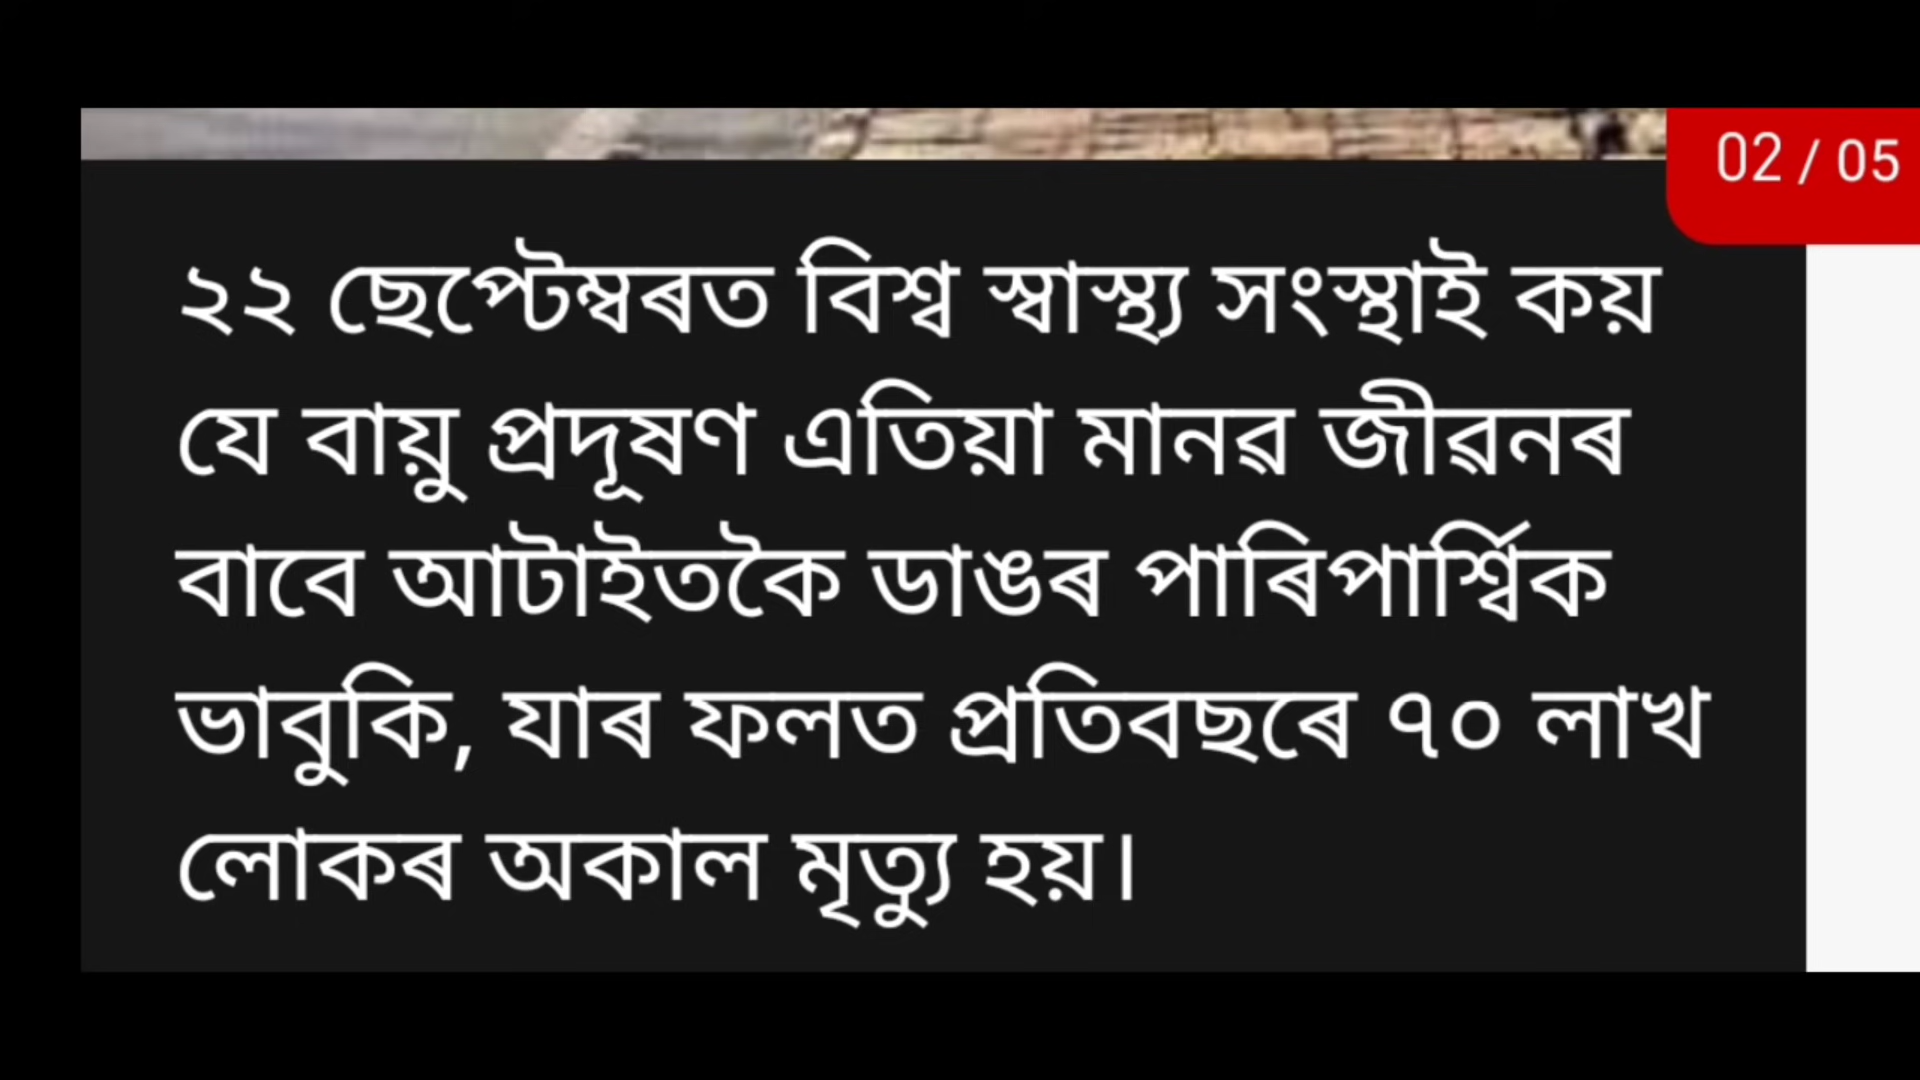 02 / 05
২২ ছেপ্টেম্বৰত বিশ্ব স্বাস্থ্য সংস্থাই কয়
যে বায়ু প্ৰদূষণ এতিয়া মানৱ জীৱনৰ
বাবে আটাইতকৈ ডাঙৰ পাৰিপাৰ্শ্বিক
ভাবুকি, যাৰ ফলত প্ৰতিবছৰে ৭০ লাখ
লোকৰ অকাল মৃত্যু হয়।